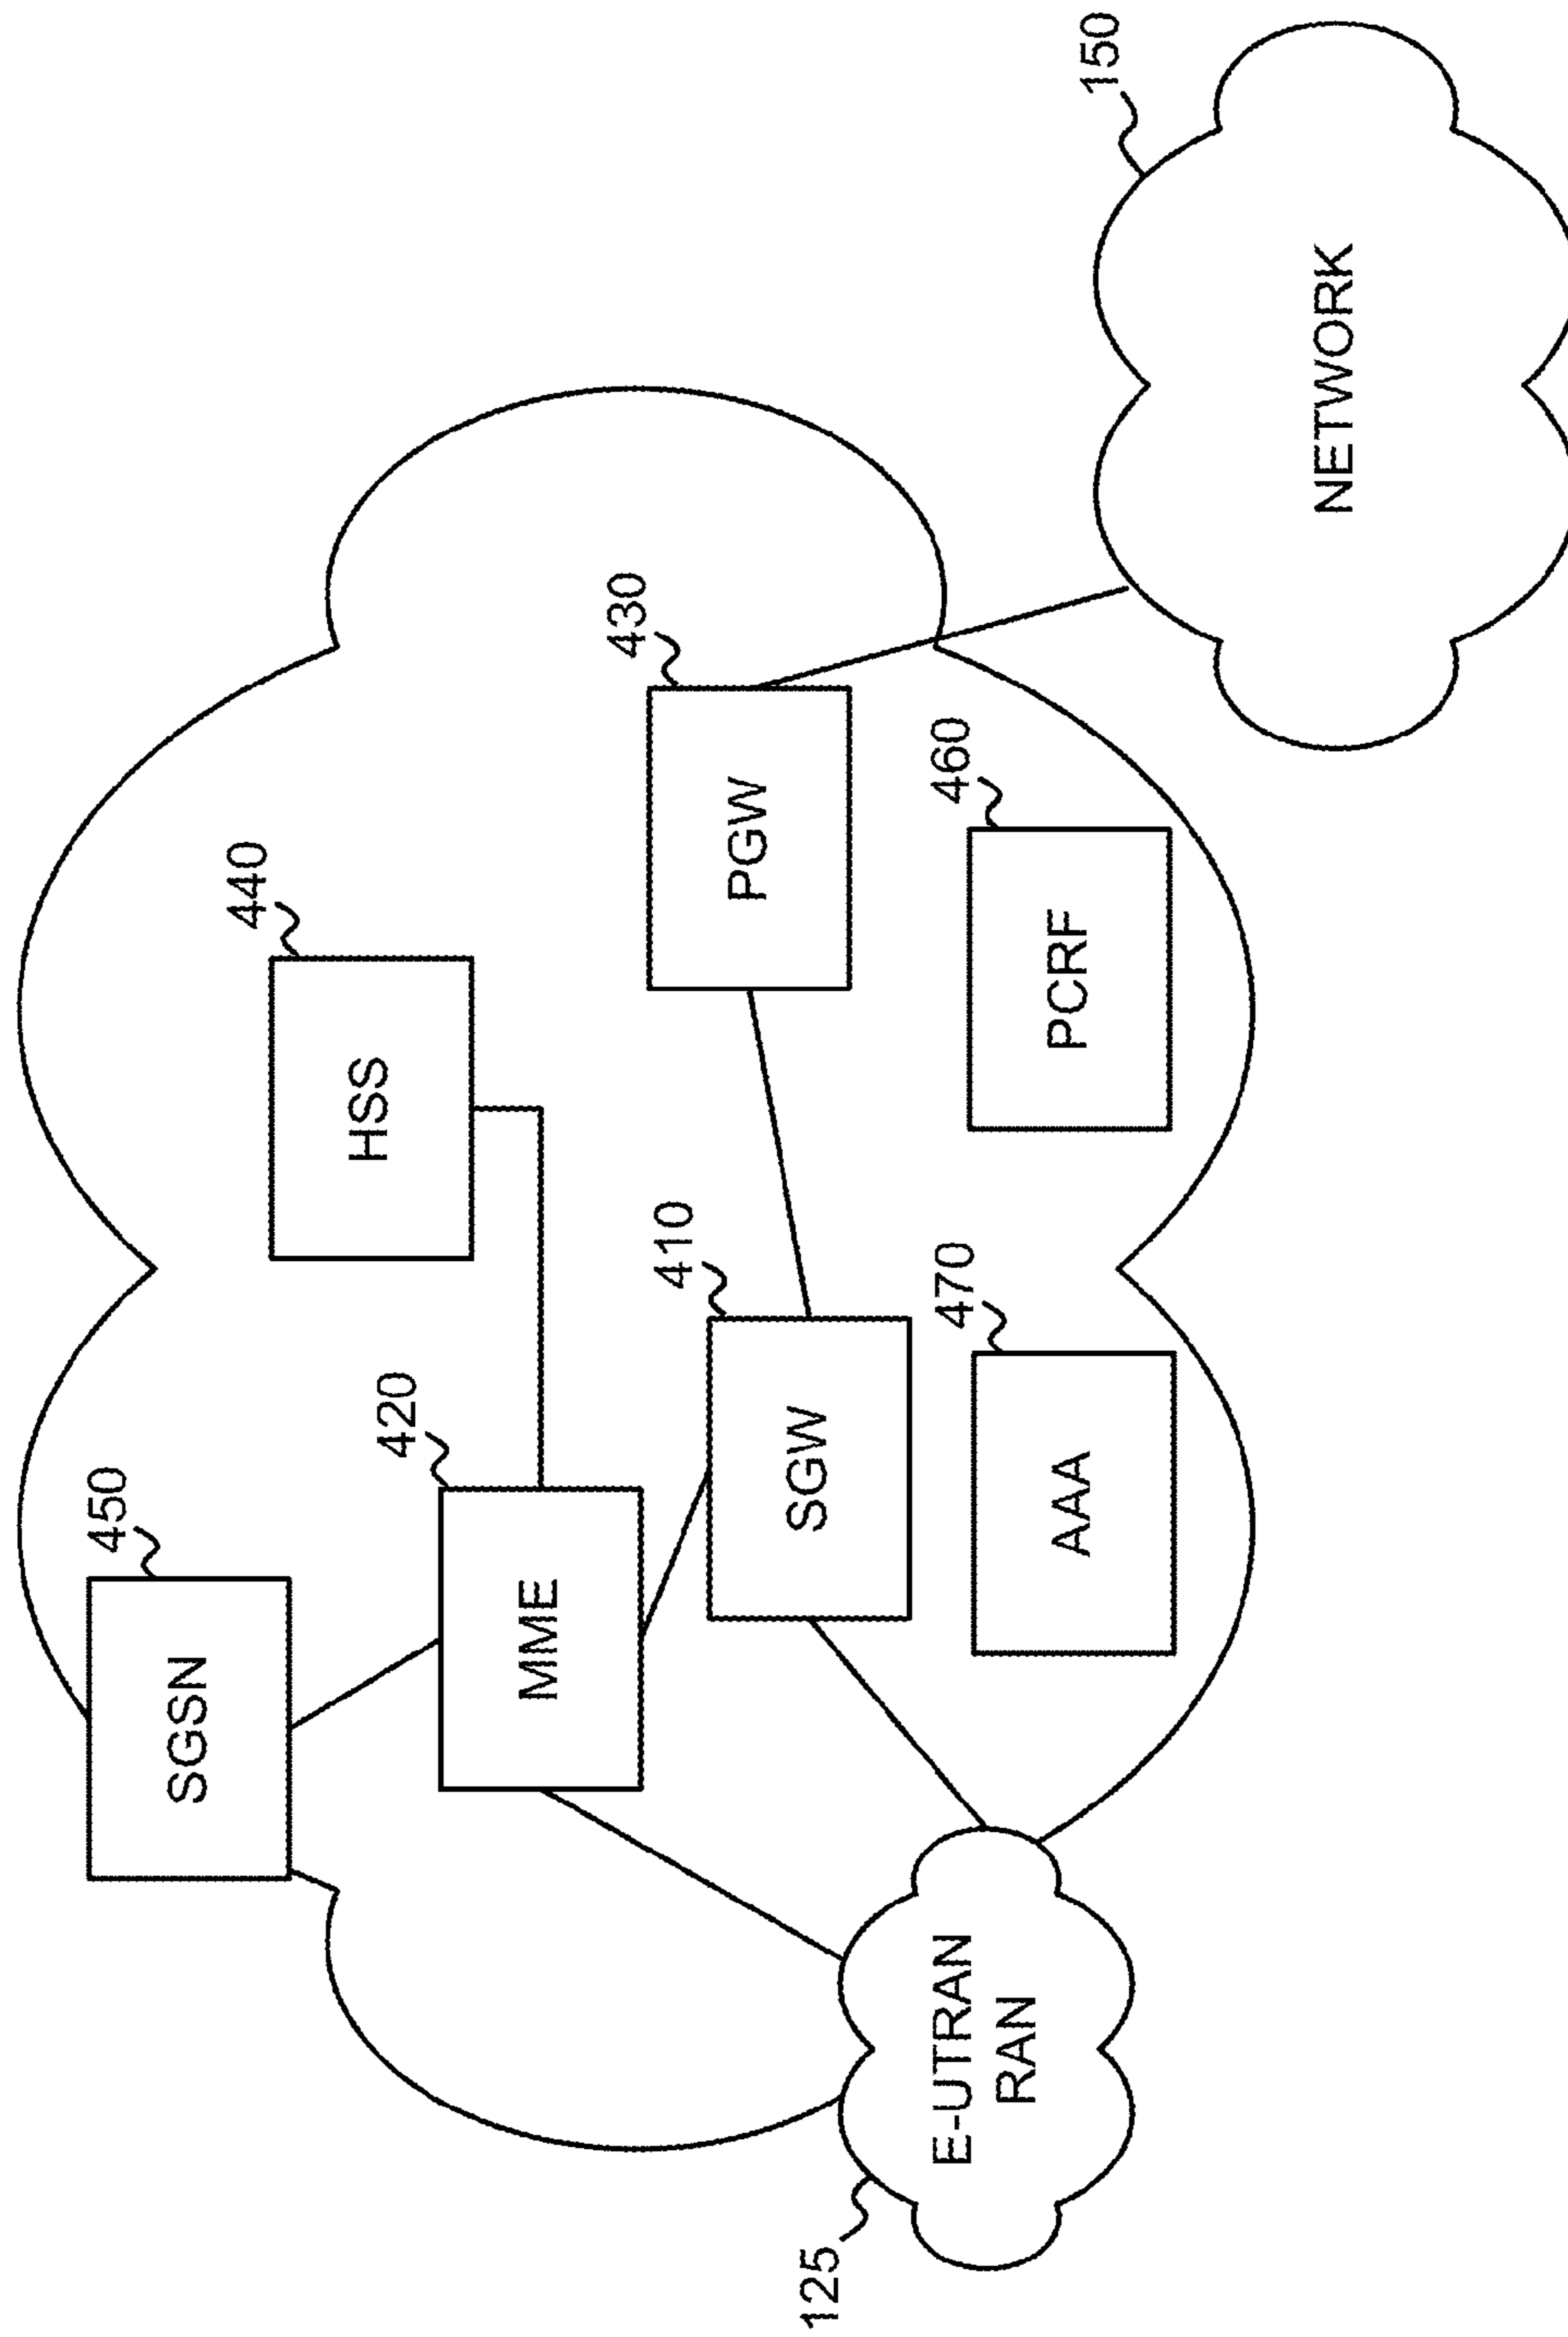 450
SGSN
440
HSS
420
MME
430
PGW
410
SGW
460
PCRF
470
AAA
125
E-UTRAN
RAN
150
NETWORK